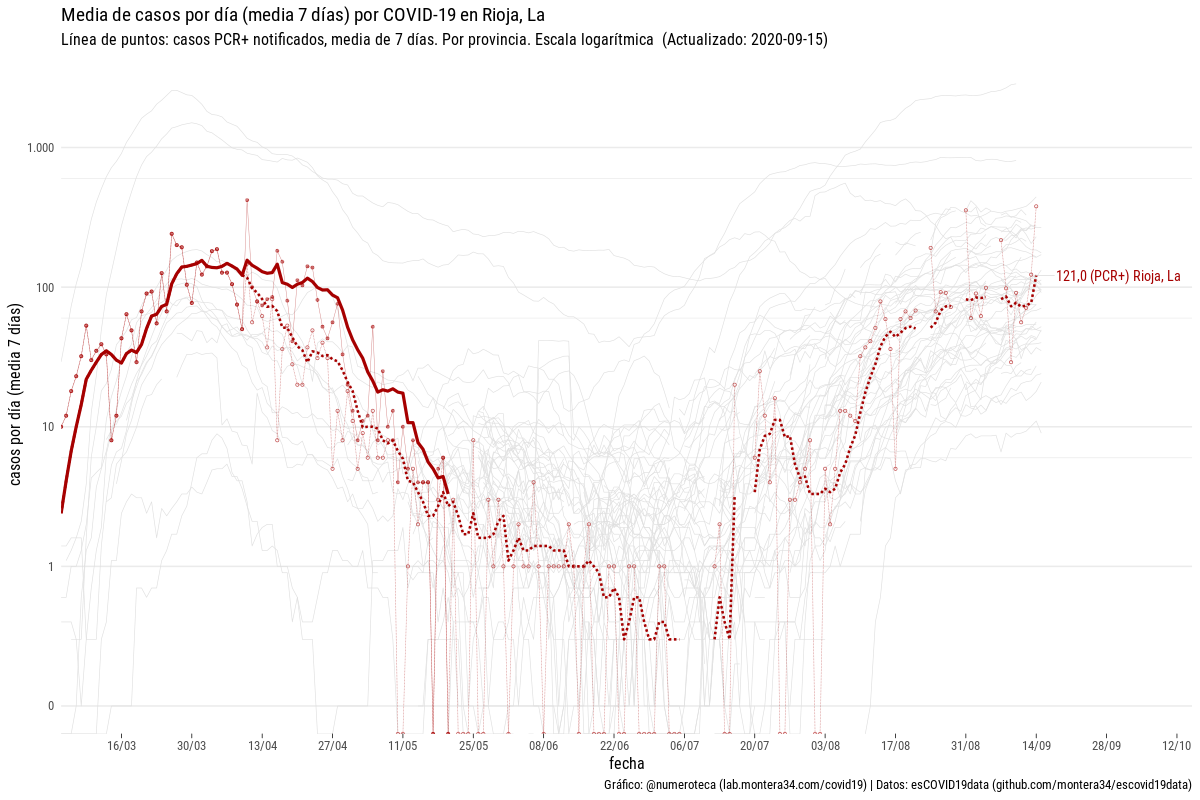 Media de casos por día (media 7 días) por COVID-19 en Rioja, La
Línea de puntos: casos PCR+ notificados, media de 7 días. Por provincia. Escala logarítmica (Actualizado: 2020-09-15)
casos por día (media 7 días)
1.000
100
10
1
0
121,0 (PCR+) Rioja, La
16/03 30/03 13/04 27/04 11/05 25/05 08/06 22/06 06/07 20/07 03/08 17/08 31/08 14/09 28/09 12/10
fecha
Gráfico: @numeroteca (lab.montera34.com/covid19) | Datos: esCOVID19data (github.com/montera34/escovid19data)